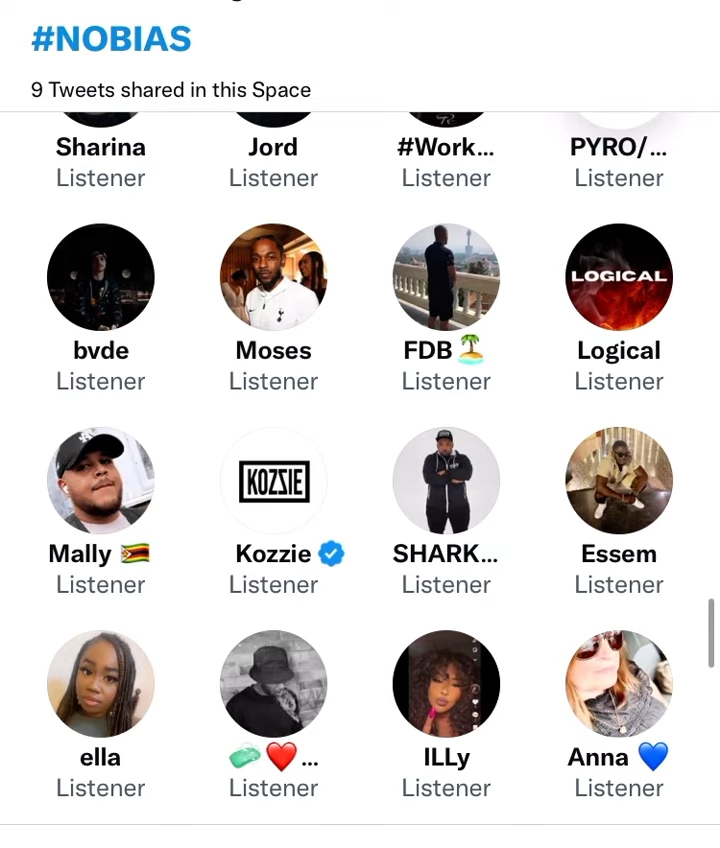 #NOBIAS
9 Tweets shared in this Space
Sharina Jord #Work... PYRO/...
Listener Listener Listener Listener
LOGICAL
bvde Moses FDB🏝️ Logical
Listener Listener Listener Listener
KOZZIE
Mally 🇿🇼 Kozzie SHARK... Essem
Listener Listener Listener Listener
ella 🧼❤️... ILLy Anna 💙
Listener Listener Listener Listener